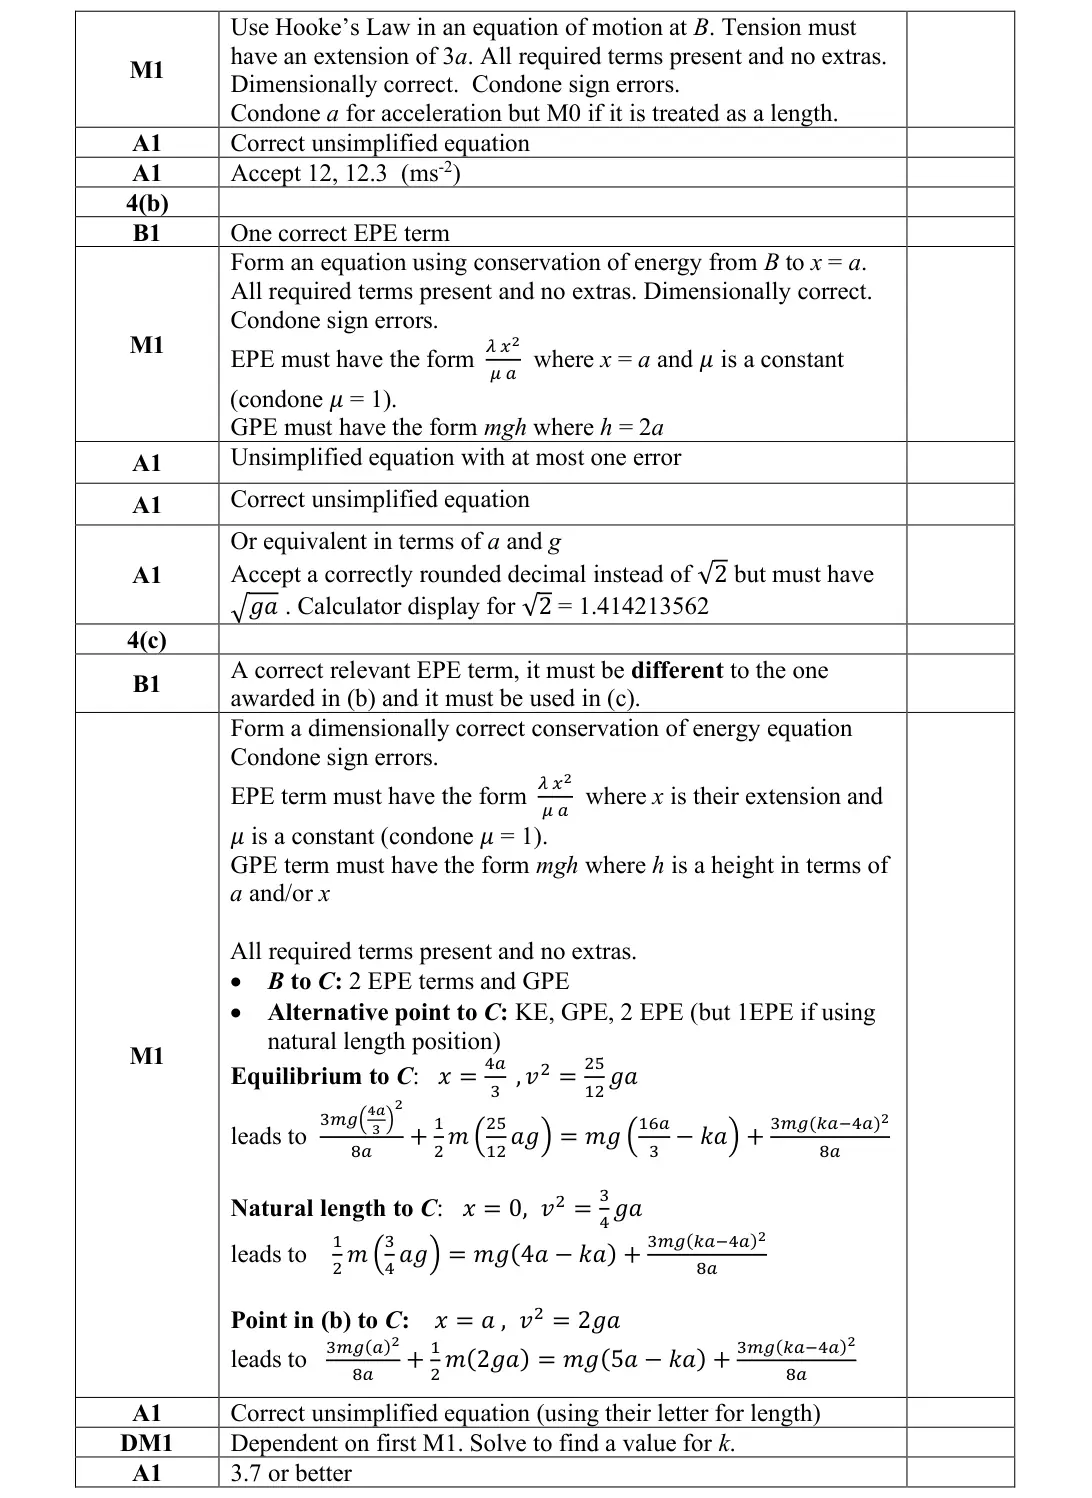 M1
Use Hooke’s Law in an equation of motion at B. Tension must
have an extension of 3a. All required terms present and no extras.
Dimensionally correct.  Condone sign errors.
Condone a for acceleration but M0 if it is treated as a length.
A1 Correct unsimplified equation
A1 Accept 12, 12.3  (ms⁻²)
4(b)
B1 One correct EPE term
M1
Form an equation using conservation of energy from B to x = a.
All required terms present and no extras. Dimensionally correct.
Condone sign errors.
EPE must have the form λx²/μa where x = a and μ is a constant
(condone μ = 1).
GPE must have the form mgh where h = 2a
A1 Unsimplified equation with at most one error
A1 Correct unsimplified equation
A1
Or equivalent in terms of a and g
Accept a correctly rounded decimal instead of √2 but must have
√(ga) . Calculator display for √2 = 1.414213562
4(c)
B1
A correct relevant EPE term, it must be different to the one
awarded in (b) and it must be used in (c).
M1
Form a dimensionally correct conservation of energy equation
Condone sign errors.
EPE term must have the form λx²/μa where x is their extension and
μ is a constant (condone μ = 1).
GPE term must have the form mgh where h is a height in terms of
a and/or x
All required terms present and no extras.
• B to C: 2 EPE terms and GPE
• Alternative point to C: KE, GPE, 2 EPE (but 1EPE if using
natural length position)
Equilibrium to C:  x = 4a/3 , v² = 25/12 ga
leads to 3mg(4a/3)²/8a + 1/2 m(25/12 ag) = mg(16a/3 − ka) + 3mg(ka−4a)²/8a
Natural length to C:  x = 0,  v² = 3/4 ga
leads to 1/2 m(3/4 ag) = mg(4a − ka) + 3mg(ka−4a)²/8a
Point in (b) to C:  x = a ,  v² = 2ga
leads to 3mg(a)²/8a + 1/2 m(2ga) = mg(5a − ka) + 3mg(ka−4a)²/8a
A1 Correct unsimplified equation (using their letter for length)
DM1 Dependent on first M1. Solve to find a value for k.
A1 3.7 or better